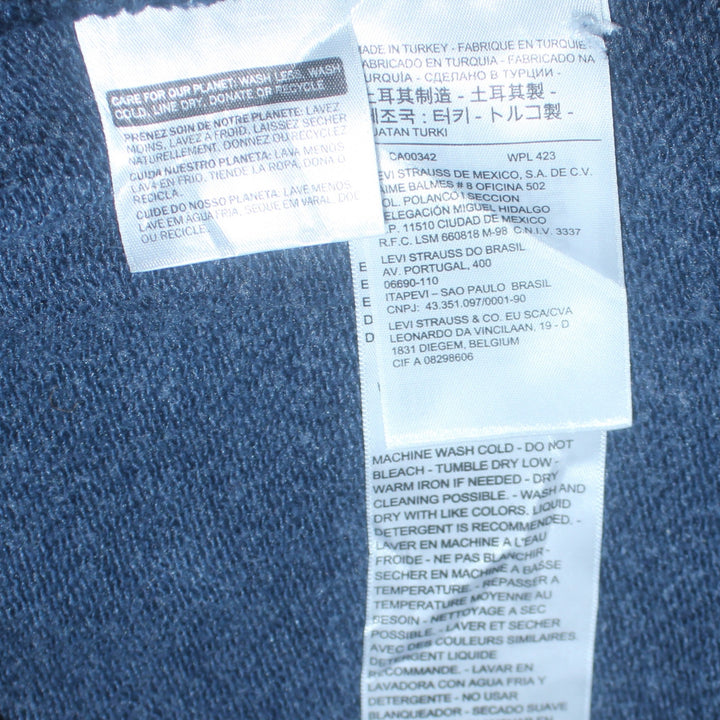 CARE FOR OUR PLANET: WASH LESS, WASH
COLD, LINE DRY, DONATE OR RECYCLE.
PRENEZ SOIN DE NOTRE PLANETE: LAVEZ
MOINS, LAVEZ A FROID, LAISSEZ SECHER
NATURELLEMENT, DONNEZ OU RECYCLEZ
CUIDA NUESTRO PLANETA: LAVA MENOS
LAVA EN FRIO, TIENDE LA ROPA, DONA O
RECICLA.
CUIDE DO NOSSO PLANETA: LAVE MENOS
LAVE EM AGUA FRIA, SEQUE EM VARAL, DOE
OU RECICLE.
ADE IN TURKEY - FABRIQUE EN TURQUIE
ABRICADO EN TURQUIA - FABRICADO NA
URQUÍA - СДЕЛАНО В ТУРЦИИ -
土耳其制造 - 土耳其製 -
제조국 : 터키 - トルコ製 -
UATAN TURKI
CA00342 WPL 423
EVI STRAUSS DE MEXICO, S.A. DE C.V.
AIME BALMES # 8 OFICINA 502
OL. POLANCO I SECCION
ELEGACIÓN MIGUEL HIDALGO
.P. 11510 CIUDAD DE MEXICO
R.F.C. LSM 660818 M-98 C.N.I.V. 3337
LEVI STRAUSS DO BRASIL
AV. PORTUGAL, 400
06690-110
ITAPEVI – SAO PAULO BRASIL
CNPJ: 43.351.097/0001-90
LEVI STRAUSS & CO. EU SCA/CVA
LEONARDO DA VINCILAAN, 19 - D
1831 DIEGEM, BELGIUM
CIF A 08298606
E
E
D
D
MACHINE WASH COLD - DO NOT
BLEACH - TUMBLE DRY LOW -
WARM IRON IF NEEDED - DRY
CLEANING POSSIBLE. - WASH AND
DRY WITH LIKE COLORS. LIQUID
DETERGENT IS RECOMMENDED. -
LAVER EN MACHINE A L'EAU
FROIDE - NE PAS BLANCHIR -
SECHER EN MACHINE A BASSE
TEMPERATURE - REPASSER A
TEMPERATURE MOYENNE AU
BESOIN - NETTOYAGE A SEC
POSSIBLE. - LAVER ET SECHER
AVEC DES COULEURS SIMILAIRES.
DETERGENT LIQUIDE
RECOMMANDE. - LAVAR EN
LAVADORA CON AGUA FRIA Y
DETERGENTE - NO USAR
BLANQUEADOR - SECADO SUAVE